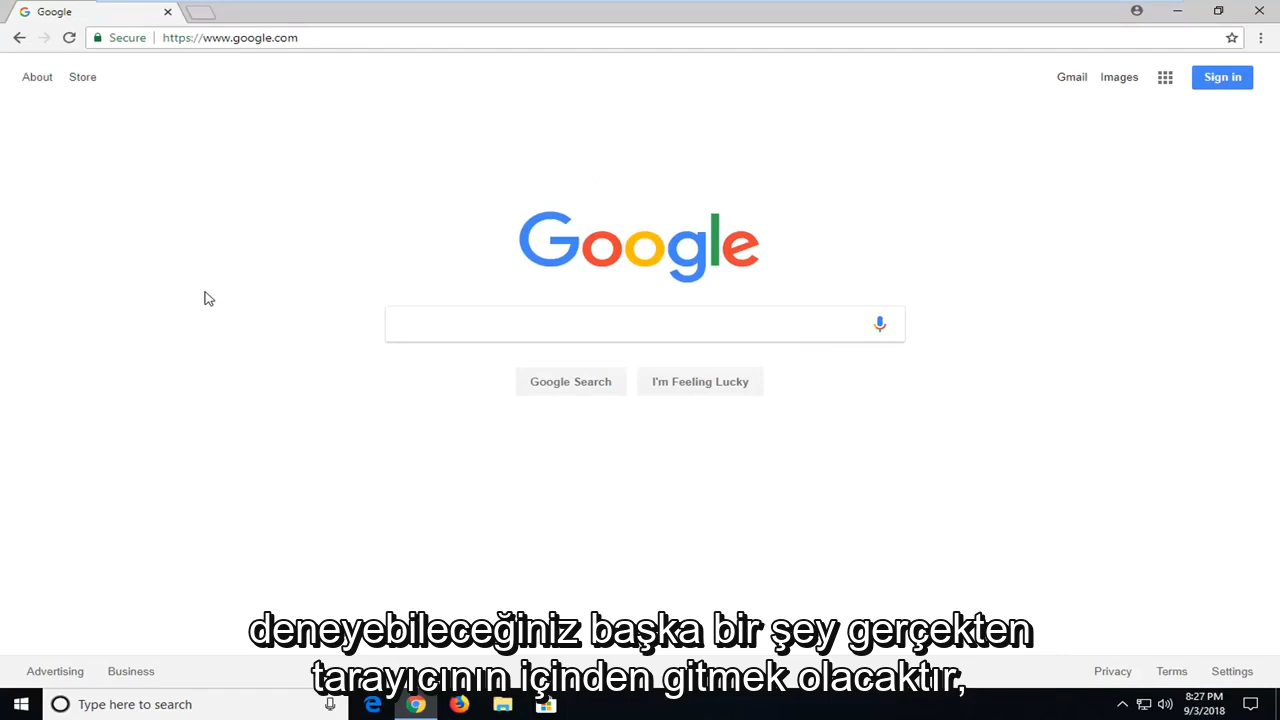 Google
Secure https://www.google.com
About Store Gmail Images Sign in
Google
Google Search I'm Feeling Lucky
deneyebileceğiniz başka bir şey gerçekten
tarayıcının içinden gitmek olacaktır,
Advertising Business Privacy Terms Settings
Type here to search 8:27 PM
9/3/2018